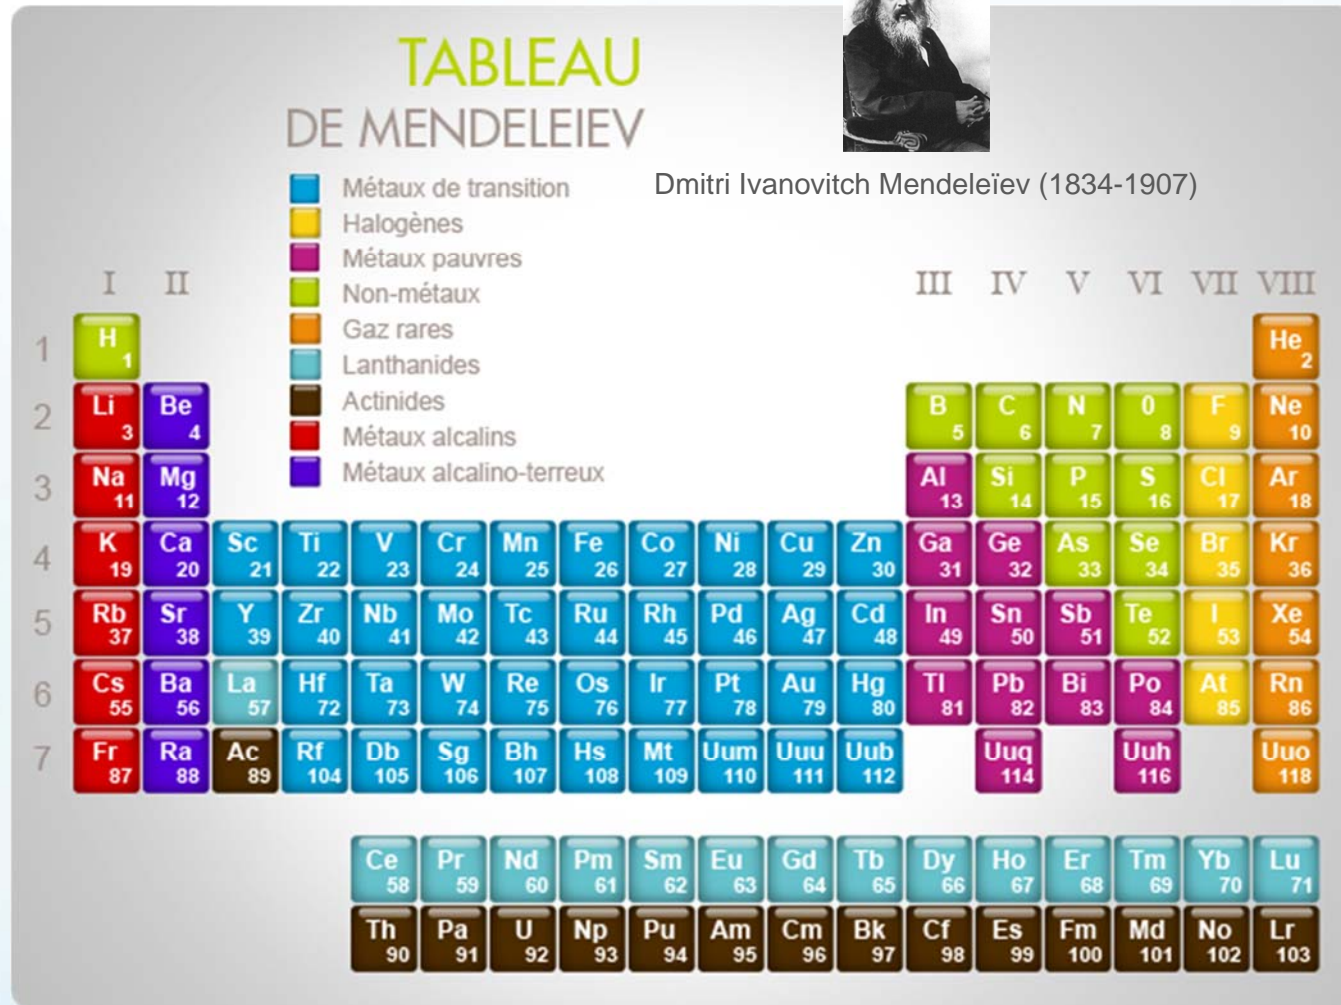 TABLEAU
DE MENDELEIEV
Dmitri Ivanovitch Mendeleïev (1834-1907)
Métaux de transition
Halogènes
Métaux pauvres
Non-métaux
Gaz rares
Lanthanides
Actinides
Métaux alcalins
Métaux alcalino-terreux
I II III IV V VI VII VIII
1 H 1 He 2
2 Li 3 Be 4 B 5 C 6 N 7 0 8 F 9 Ne 10
3 Na 11 Mg 12 Al 13 Si 14 P 15 S 16 Cl 17 Ar 18
4 K 19 Ca 20 Sc 21 Ti 22 V 23 Cr 24 Mn 25 Fe 26 Co 27 Ni 28 Cu 29 Zn 30 Ga 31 Ge 32 As 33 Se 34 Br 35 Kr 36
5 Rb 37 Sr 38 Y 39 Zr 40 Nb 41 Mo 42 Tc 43 Ru 44 Rh 45 Pd 46 Ag 47 Cd 48 In 49 Sn 50 Sb 51 Te 52 I 53 Xe 54
6 Cs 55 Ba 56 La 57 Hf 72 Ta 73 W 74 Re 75 Os 76 Ir 77 Pt 78 Au 79 Hg 80 Tl 81 Pb 82 Bi 83 Po 84 At 85 Rn 86
7 Fr 87 Ra 88 Ac 89 Rf 104 Db 105 Sg 106 Bh 107 Hs 108 Mt 109 Uum 110 Uuu 111 Uub 112 Uuq 114 Uuh 116 Uuo 118
Ce 58 Pr 59 Nd 60 Pm 61 Sm 62 Eu 63 Gd 64 Tb 65 Dy 66 Ho 67 Er 68 Tm 69 Yb 70 Lu 71
Th 90 Pa 91 U 92 Np 93 Pu 94 Am 95 Cm 96 Bk 97 Cf 98 Es 99 Fm 100 Md 101 No 102 Lr 103